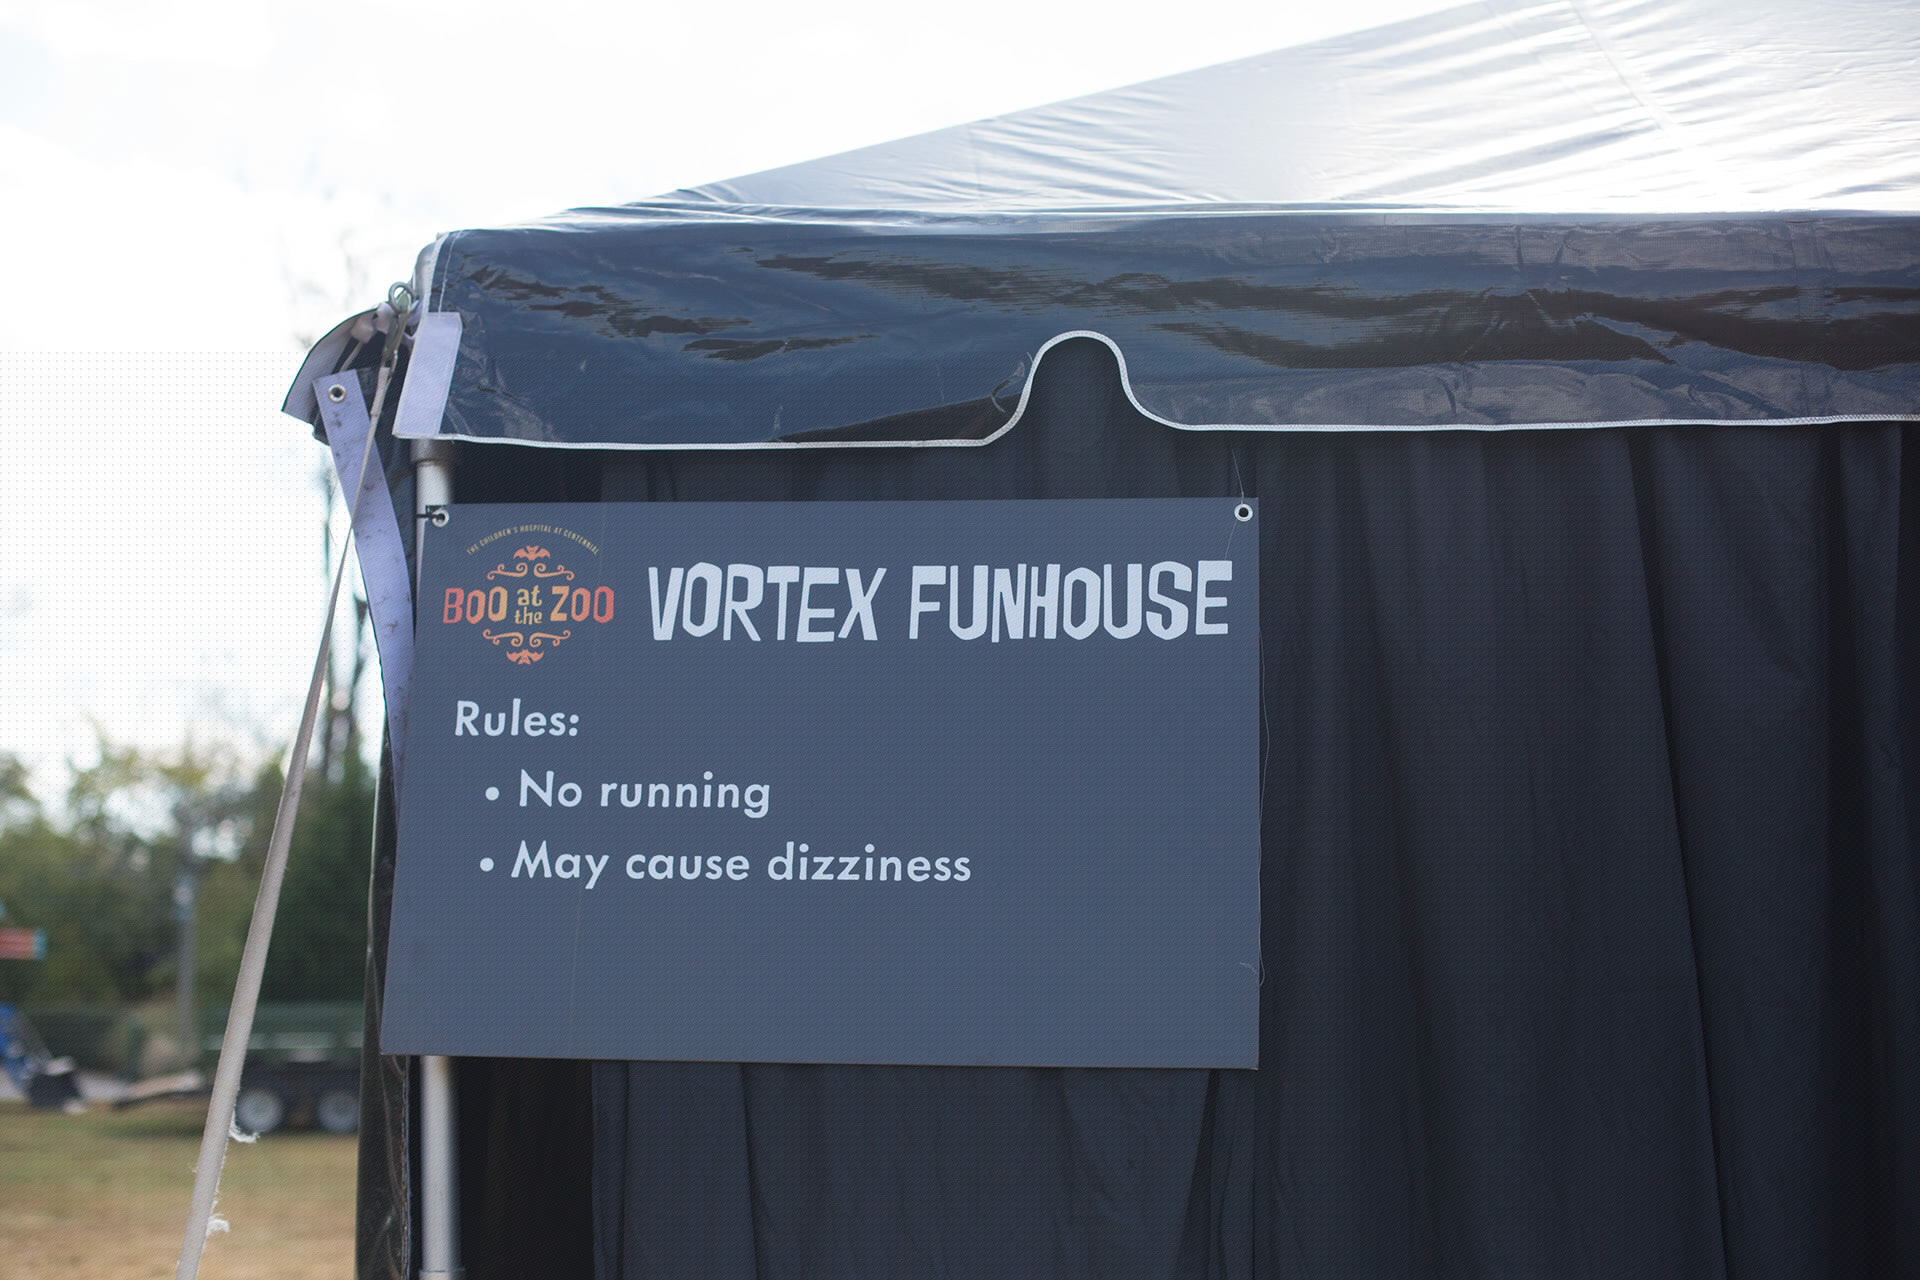 THE CHILDREN'S HOSPITAL AT CENTENNIAL
BOO at the ZOO
VORTEX FUNHOUSE
Rules:
• No running
• May cause dizziness